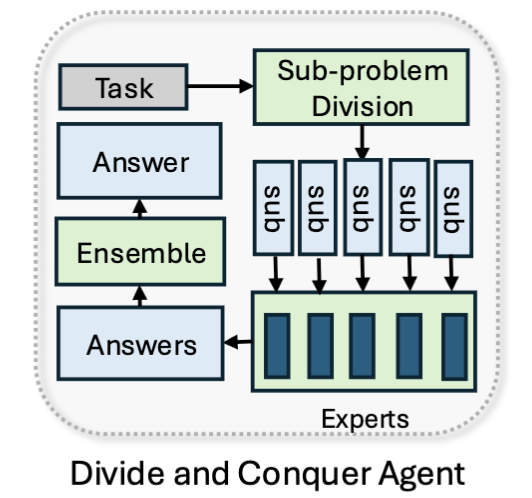 Task
Sub-problem
Division
Answer
sub
sub
sub
sub
sub
Ensemble
Answers
Experts
Divide and Conquer Agent